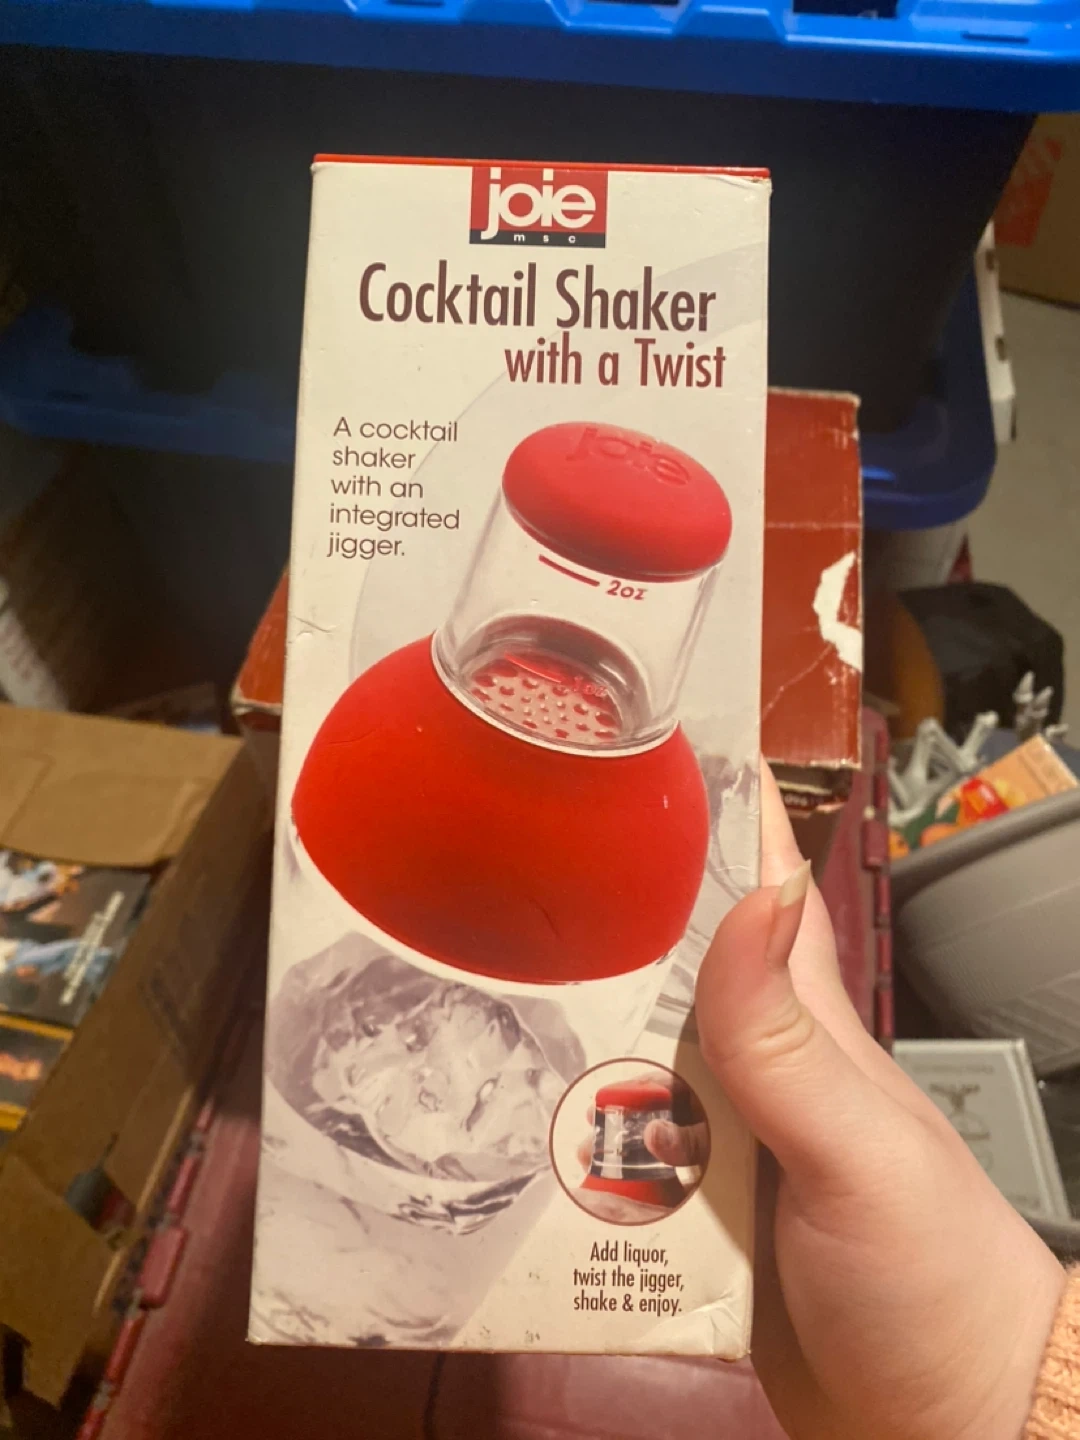 joie
msc
Cocktail Shaker
with a Twist
A cocktail
shaker
with an
integrated
jigger.
joie
2oz
1oz
Add liquor,
twist the jigger,
shake & enjoy.